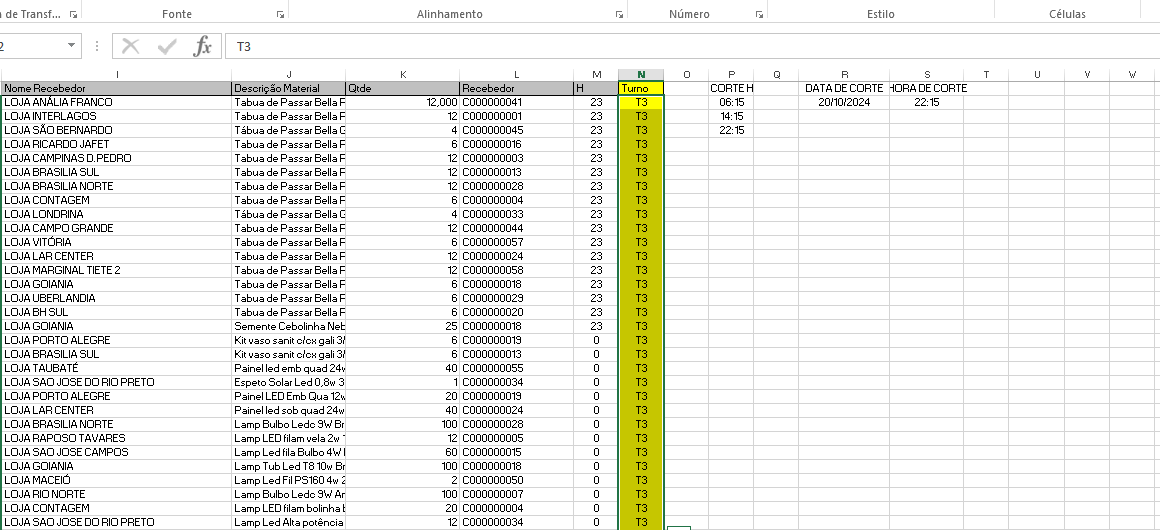 de Transf... Fonte Alinhamento Número Estilo Células
2 fx T3
I J K L M N O P Q R S T U V W
Nome Recebedor Descrição Material Qtde Recebedor H Turno CORTE H DATA DE CORTE HORA DE CORTE
LOJA ANÁLIA FRANCO Tabua de Passar Bella F 12,000 C000000041 23 T3 06:15 20/10/2024 22:15
LOJA INTERLAGOS Tabua de Passar Bella F 12 C000000001 23 T3 14:15
LOJA SÃO BERNARDO Tábua de Passar Bella G 4 C000000045 23 T3 22:15
LOJA RICARDO JAFET Tabua de Passar Bella F 6 C000000016 23 T3
LOJA CAMPINAS D.PEDRO Tabua de Passar Bella F 12 C000000003 23 T3
LOJA BRASILIA SUL Tabua de Passar Bella F 12 C000000013 23 T3
LOJA BRASILIA NORTE Tabua de Passar Bella F 12 C000000028 23 T3
LOJA CONTAGEM Tabua de Passar Bella F 6 C000000004 23 T3
LOJA LONDRINA Tábua de Passar Bella G 4 C000000033 23 T3
LOJA CAMPO GRANDE Tabua de Passar Bella F 12 C000000044 23 T3
LOJA VITÓRIA Tabua de Passar Bella F 6 C000000057 23 T3
LOJA LAR CENTER Tabua de Passar Bella F 12 C000000024 23 T3
LOJA MARGINAL TIETE 2 Tabua de Passar Bella F 12 C000000058 23 T3
LOJA GOIANIA Tabua de Passar Bella F 6 C000000018 23 T3
LOJA UBERLANDIA Tabua de Passar Bella F 6 C000000029 23 T3
LOJA BH SUL Tabua de Passar Bella F 6 C000000020 23 T3
LOJA GOIANIA Semente Cebolinha Neb 25 C000000018 23 T3
LOJA PORTO ALEGRE Kit vaso sanit c/cx gali 3/ 6 C000000019 0 T3
LOJA BRASILIA SUL Kit vaso sanit c/cx gali 3/ 6 C000000013 0 T3
LOJA TAUBATÉ Painel led emb quad 24w 40 C000000055 0 T3
LOJA SAO JOSE DO RIO PRETO Espeto Solar Led 0,8w 3 1 C000000034 0 T3
LOJA PORTO ALEGRE Painel LED Emb Qua 12w 20 C000000019 0 T3
LOJA LAR CENTER Painel led sob quad 24w 40 C000000024 0 T3
LOJA BRASILIA NORTE Lamp Bulbo Ledc 9W Br 100 C000000028 0 T3
LOJA RAPOSO TAVARES Lamp LED filam vela 2w 12 C000000005 0 T3
LOJA SAO JOSE CAMPOS Lamp Led fila Bulbo 4W 60 C000000015 0 T3
LOJA GOIANIA Lamp Tub Led T8 10w Br 100 C000000018 0 T3
LOJA MACEIÓ Lamp Led Fil PS160 4w 2 2 C000000050 0 T3
LOJA RIO NORTE Lamp Bulbo Ledc 9W Am 100 C000000007 0 T3
LOJA CONTAGEM Lamp LED filam bolinha 20 C000000004 0 T3
LOJA SAO JOSE DO RIO PRETO Lamp Led Alta potência 12 C000000034 0 T3